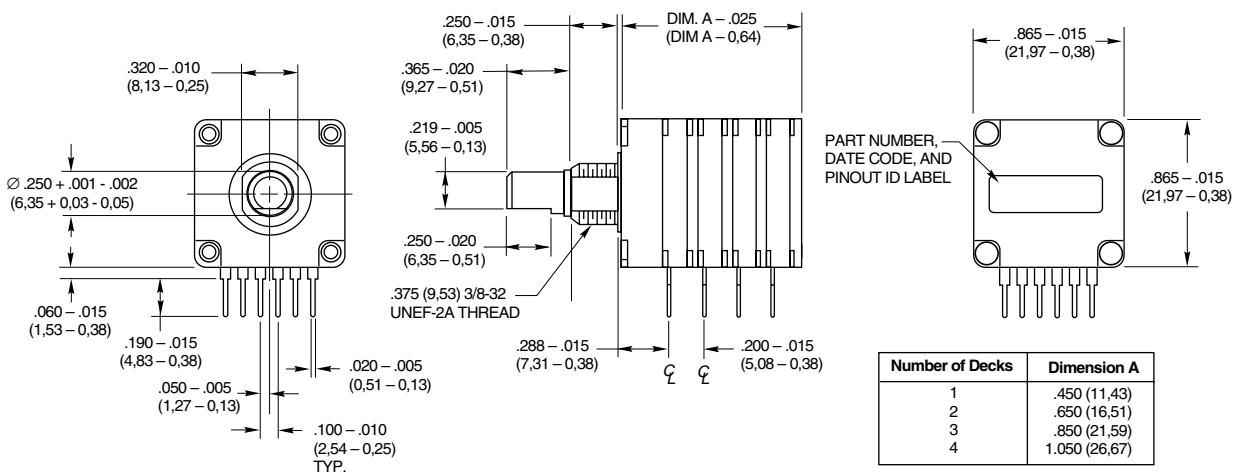 .320 – .010
(8,13 – 0,25)
∅ .250 + .001 - .002
(6,35 + 0,03 - 0,05)
.060 – .015
(1,53 – 0,38)
.190 – .015
(4,83 – 0,38)
.050 – .005
(1,27 – 0,13)
.020 – .005
(0,51 – 0,13)
.100 – .010
(2,54 – 0,25)
TYP.
.250 – .015
(6,35 – 0,38)
DIM. A – .025
(DIM A – 0,64)
.365 – .020
(9,27 – 0,51)
.219 – .005
(5,56 – 0,13)
.250 – .020
(6,35 – 0,51)
.375 (9,53) 3/8-32
UNEF-2A THREAD
.288 – .015
(7,31 – 0,38)
℄ ℄
.200 – .015
(5,08 – 0,38)
.865 – .015
(21,97 – 0,38)
PART NUMBER,
DATE CODE, AND
PINOUT ID LABEL
.865 – .015
(21,97 – 0,38)
Number of Decks Dimension A
1 .450 (11,43)
2 .650 (16,51)
3 .850 (21,59)
4 1.050 (26,67)